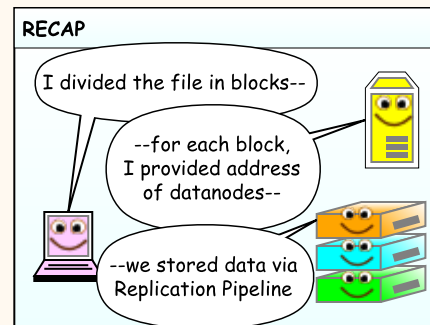 RECAP
I divided the file in blocks--
--for each block,
I provided address
of datanodes--
--we stored data via
Replication Pipeline